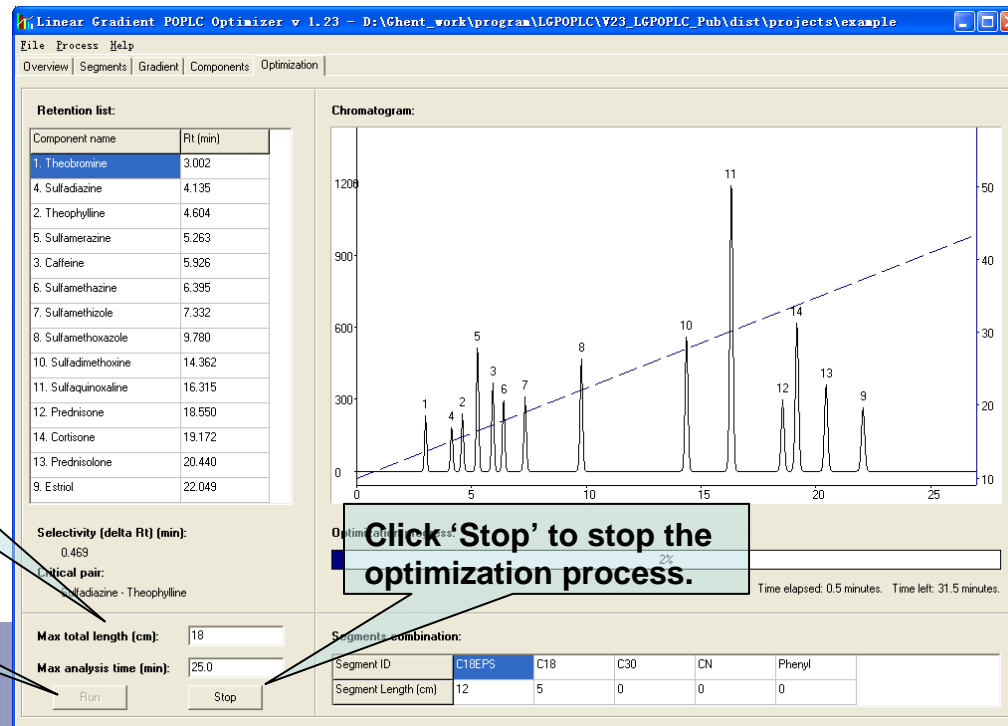 Linear Gradient POPLC Optimizer v 1.23 - D:\Ghent_work\program\LGPOPLC\V23_LGPOPLC_Pub\dist\projects\example
File Process Help
Overview Segments Gradient Components Optimization
Retention list:
Component name Rt (min)
1. Theobromine 3.002
4. Sulfadiazine 4.135
2. Theophylline 4.604
5. Sulfamerazine 5.263
3. Caffeine 5.926
6. Sulfamethazine 6.395
7. Sulfamethizole 7.332
8. Sulfamethoxazole 9.780
10. Sulfadimethoxine 14.362
11. Sulfaquinoxaline 16.315
12. Prednisone 18.550
14. Cortisone 19.172
13. Prednisolone 20.440
9. Estriol 22.049
Selectivity (delta Rt) (min):
0.469
Critical pair:
Sulfadiazine - Theophylline
Max total length (cm): 18
Max analysis time (min): 25.0
Run Stop
Chromatogram:
1200
900
600
300
0
50
40
30
20
10
0 5 10 15 20 25
1 4 2 5 3 6 7 8 10 11 12 14 13 9
Optimization progress:
2%
Time elapsed: 0.5 minutes. Time left: 31.5 minutes.
Click ‘Stop’ to stop the
optimization process.
Segments combination:
Segment ID C18EPS C18 C30 CN Phenyl
Segment Length (cm) 12 5 0 0 0